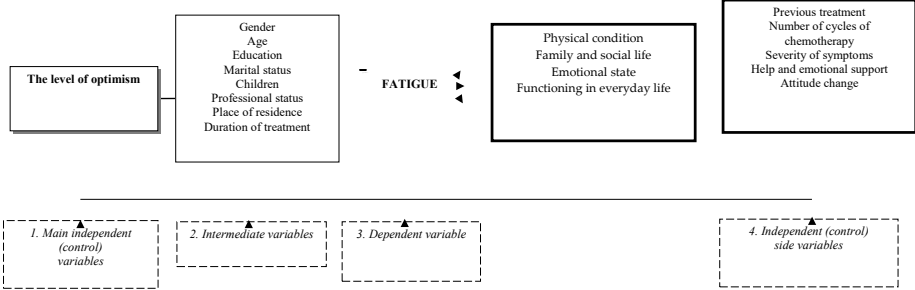 The level of optimism
Gender
Age
Education
Marital status
Children
Professional status
Place of residence
Duration of treatment
FATIGUE
Physical condition
Family and social life
Emotional state
Functioning in everyday life
Previous treatment
Number of cycles of
chemotherapy
Severity of symptoms
Help and emotional support
Attitude change
1. Main independent
(control)
variables
2. Intermediate variables
3. Dependent variable
4. Independent (control)
side variables